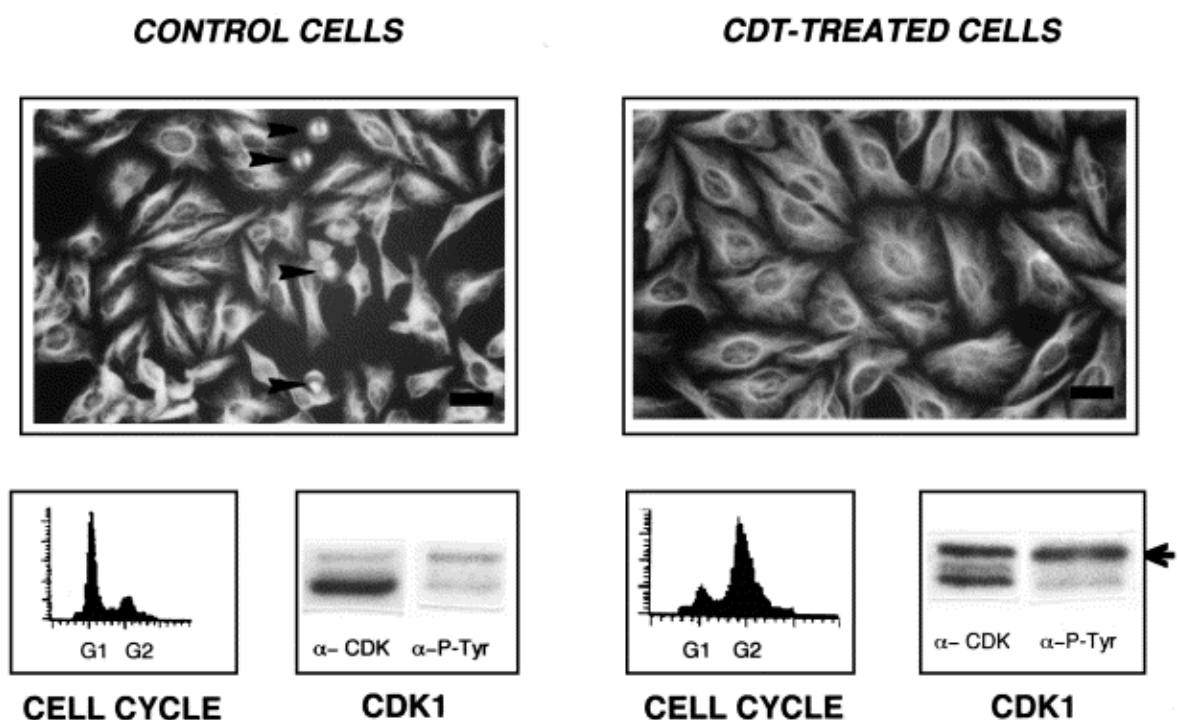 CONTROL CELLS
CDT-TREATED CELLS
G1 G2
α- CDK α-P-Tyr
G1 G2
α- CDK α-P-Tyr
CELL CYCLE
CDK1
CELL CYCLE
CDK1